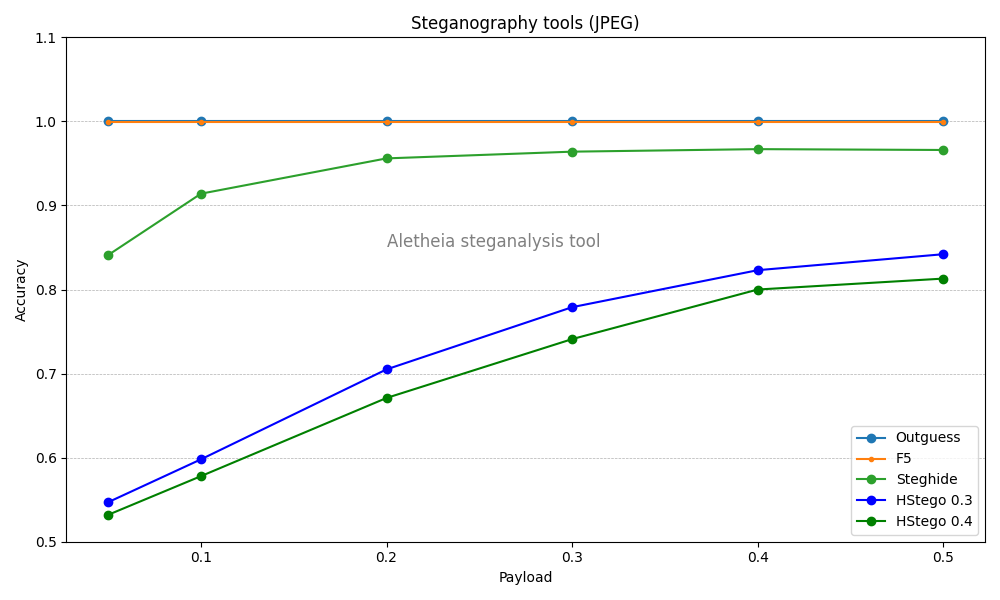 Steganography tools (JPEG)
1.1
1.0
0.9
0.8
0.7
0.6
0.5
Accuracy
Aletheia steganalysis tool
Outguess
F5
Steghide
HStego 0.3
HStego 0.4
0.1
0.2
0.3
0.4
0.5
Payload